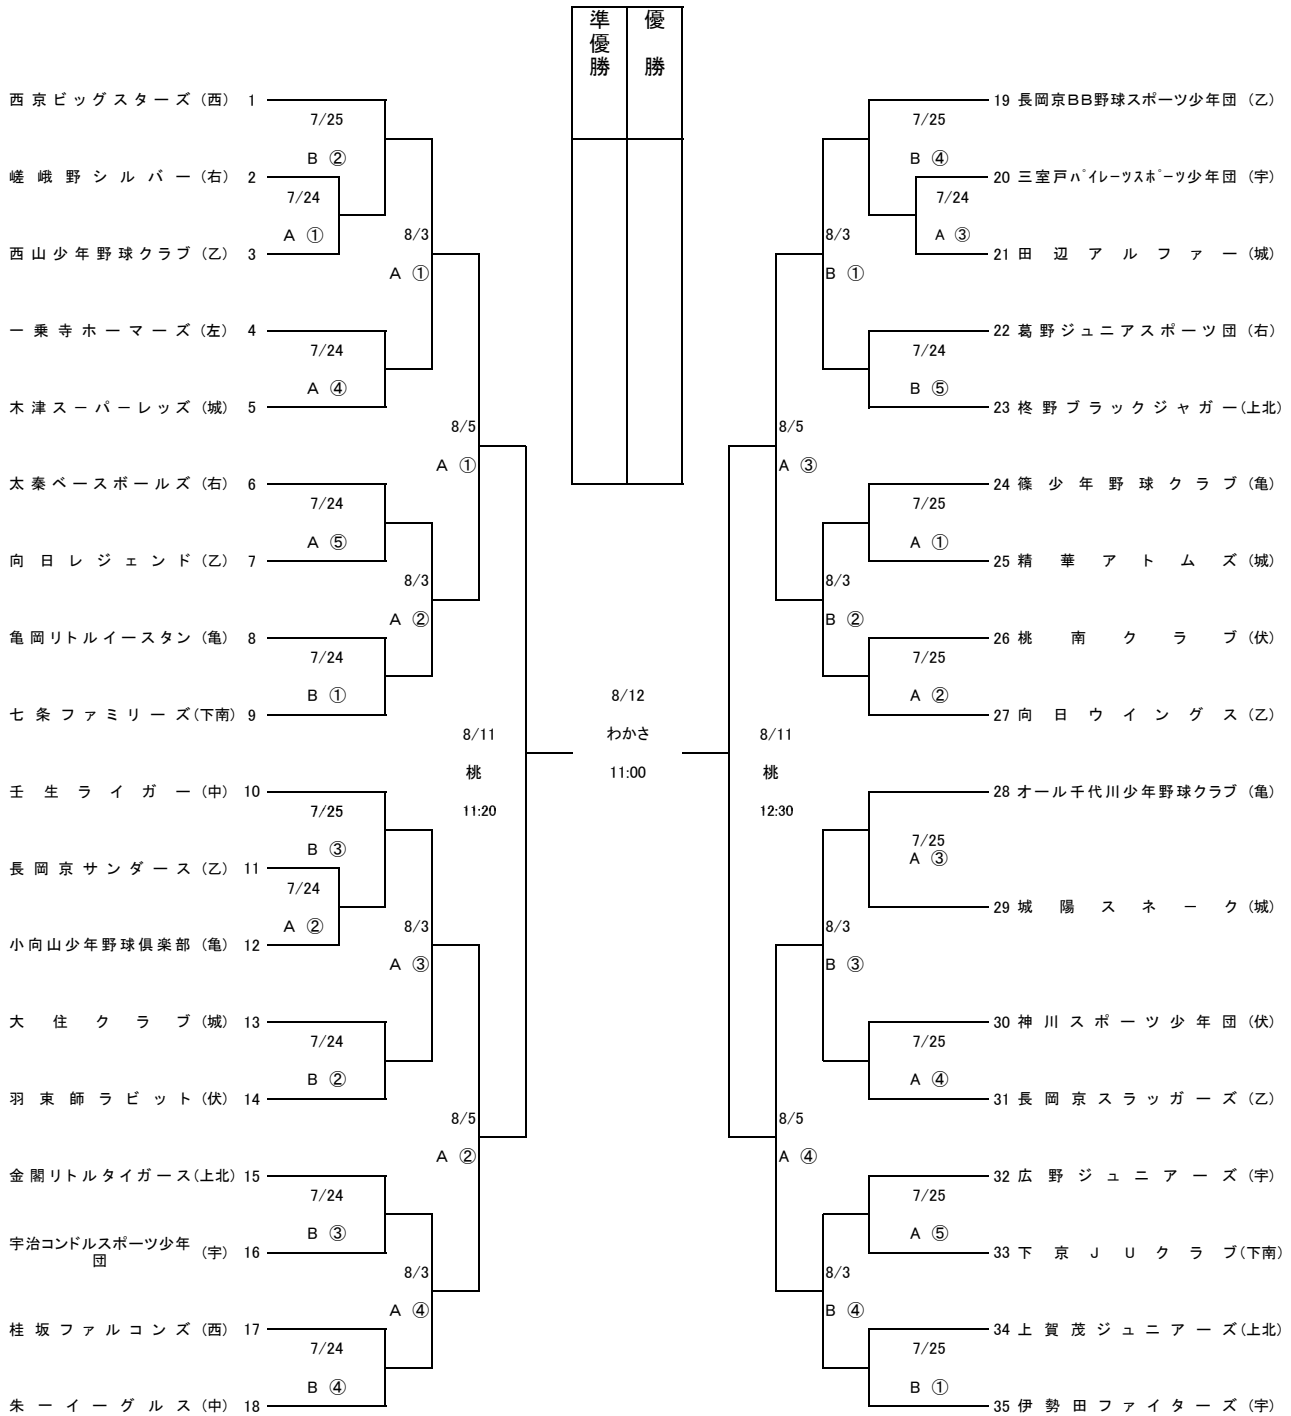 準優勝
優勝
西京ビッグスターズ (西) 1
7/25
B ②
嵯峨野シルバー (右) 2
7/24
A ①
西山少年野球クラブ (乙) 3
8/3
A ①
一乗寺ホーマーズ (左) 4
7/24
A ④
木津スーパーレッズ (城) 5
8/5
A ①
太秦ベースボールズ (右) 6
7/24
A ⑤
向日レジェンド (乙) 7
8/3
A ②
亀岡リトルイースタン (亀) 8
7/24
B ①
七条ファミリーズ (下南) 9
8/11
桃
11:20
壬生ライガー (中) 10
7/25
B ③
長岡京サンダース (乙) 11
7/24
A ②
小向山少年野球倶楽部 (亀) 12
8/3
A ③
大住クラブ (城) 13
7/24
B ②
羽束師ラビット (伏) 14
8/5
A ②
金閣リトルタイガース (上北) 15
7/24
B ③
宇治コンドルスポーツ少年
団 (宇) 16
8/3
A ④
桂坂ファルコンズ (西) 17
7/24
B ④
朱一イーグルス (中) 18
8/12
わかさ
11:00
19 長岡京BB野球スポーツ少年団 (乙)
7/25
B ④
20 三室戸パイレーツスポーツ少年団 (宇)
7/24
A ③
21 田辺アルファー (城)
8/3
B ①
22 葛野ジュニアスポーツ団 (右)
7/24
B ⑤
23 柊野ブラックジャガー (上北)
8/5
A ③
24 篠少年野球クラブ (亀)
7/25
A ①
25 精華アトムズ (城)
8/3
B ②
26 桃南クラブ (伏)
7/25
A ②
27 向日ウイングス (乙)
8/11
桃
12:30
28 オール千代川少年野球クラブ (亀)
7/25
A ③
29 城陽スネーク (城)
8/3
B ③
30 神川スポーツ少年団 (伏)
7/25
A ④
31 長岡京スラッガーズ (乙)
8/5
A ④
32 広野ジュニアーズ (宇)
7/25
A ⑤
33 下京JUクラブ (下南)
8/3
B ④
34 上賀茂ジュニアーズ (上北)
7/25
B ①
35 伊勢田ファイターズ (宇)